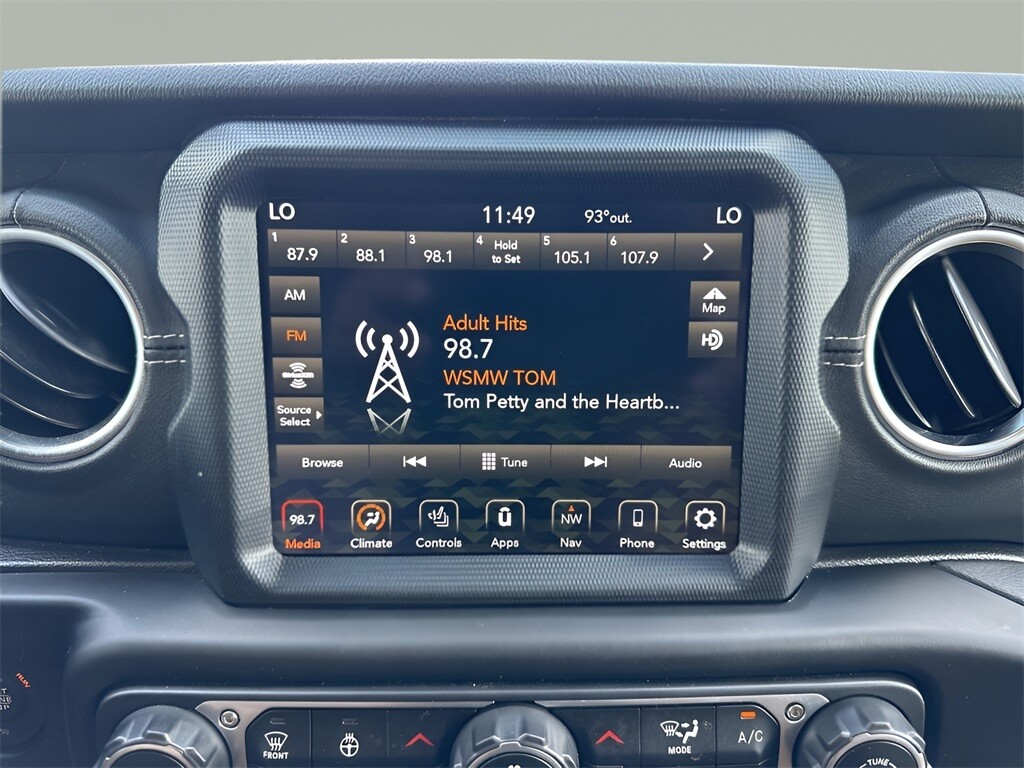 LO 11:49 93°out. LO
1 87.9 2 88.1 3 98.1 4 Hold to Set 5 105.1 6 107.9
AM
Map
Adult Hits
FM
98.7
HD
WSMW TOM
SiriusXM
Tom Petty and the Heartb...
Source
Select
Browse Tune Audio
98.7 NW
Media Climate Controls Apps Nav Phone Settings
RUN
FRONT MODE A/C
TUNE